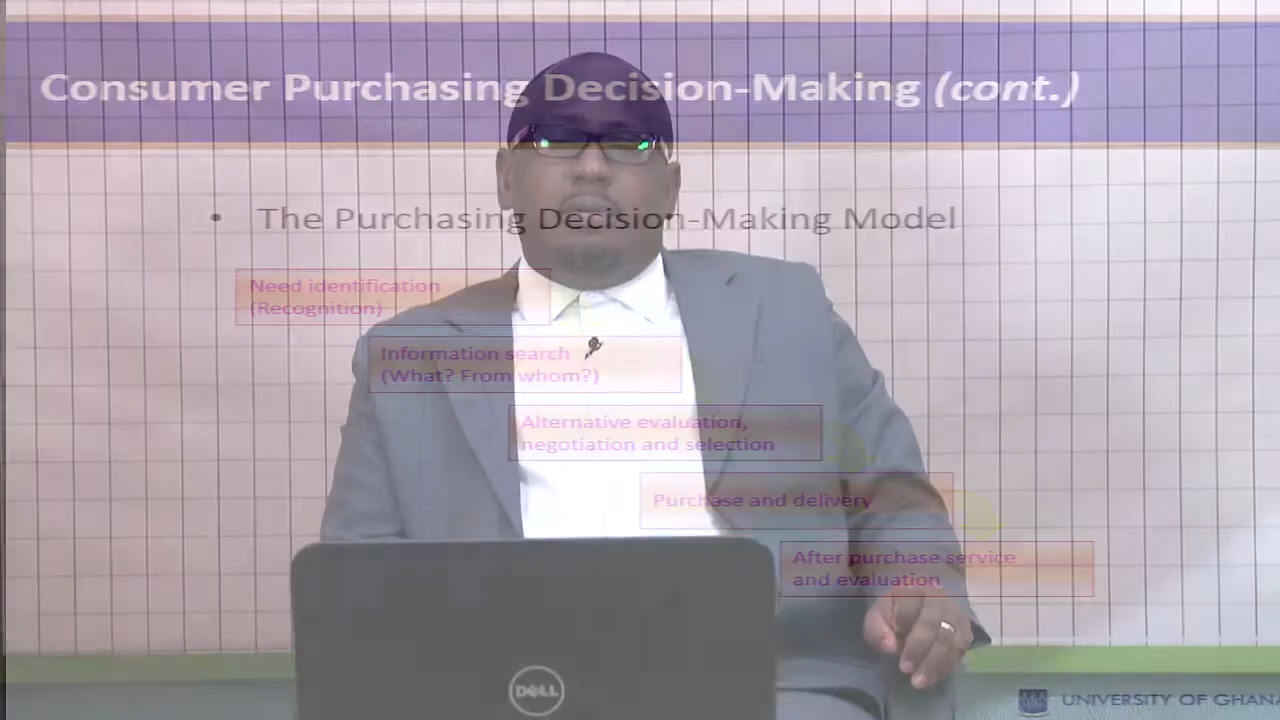 Consumer Purchasing Decision-Making (cont.)
• The Purchasing Decision-Making Model
Need identification
(Recognition)
Information search
(What? From whom?)
Alternative evaluation,
negotiation and selection
Purchase and delivery
After purchase service
and evaluation
DELL
UNIVERSITY OF GHANA